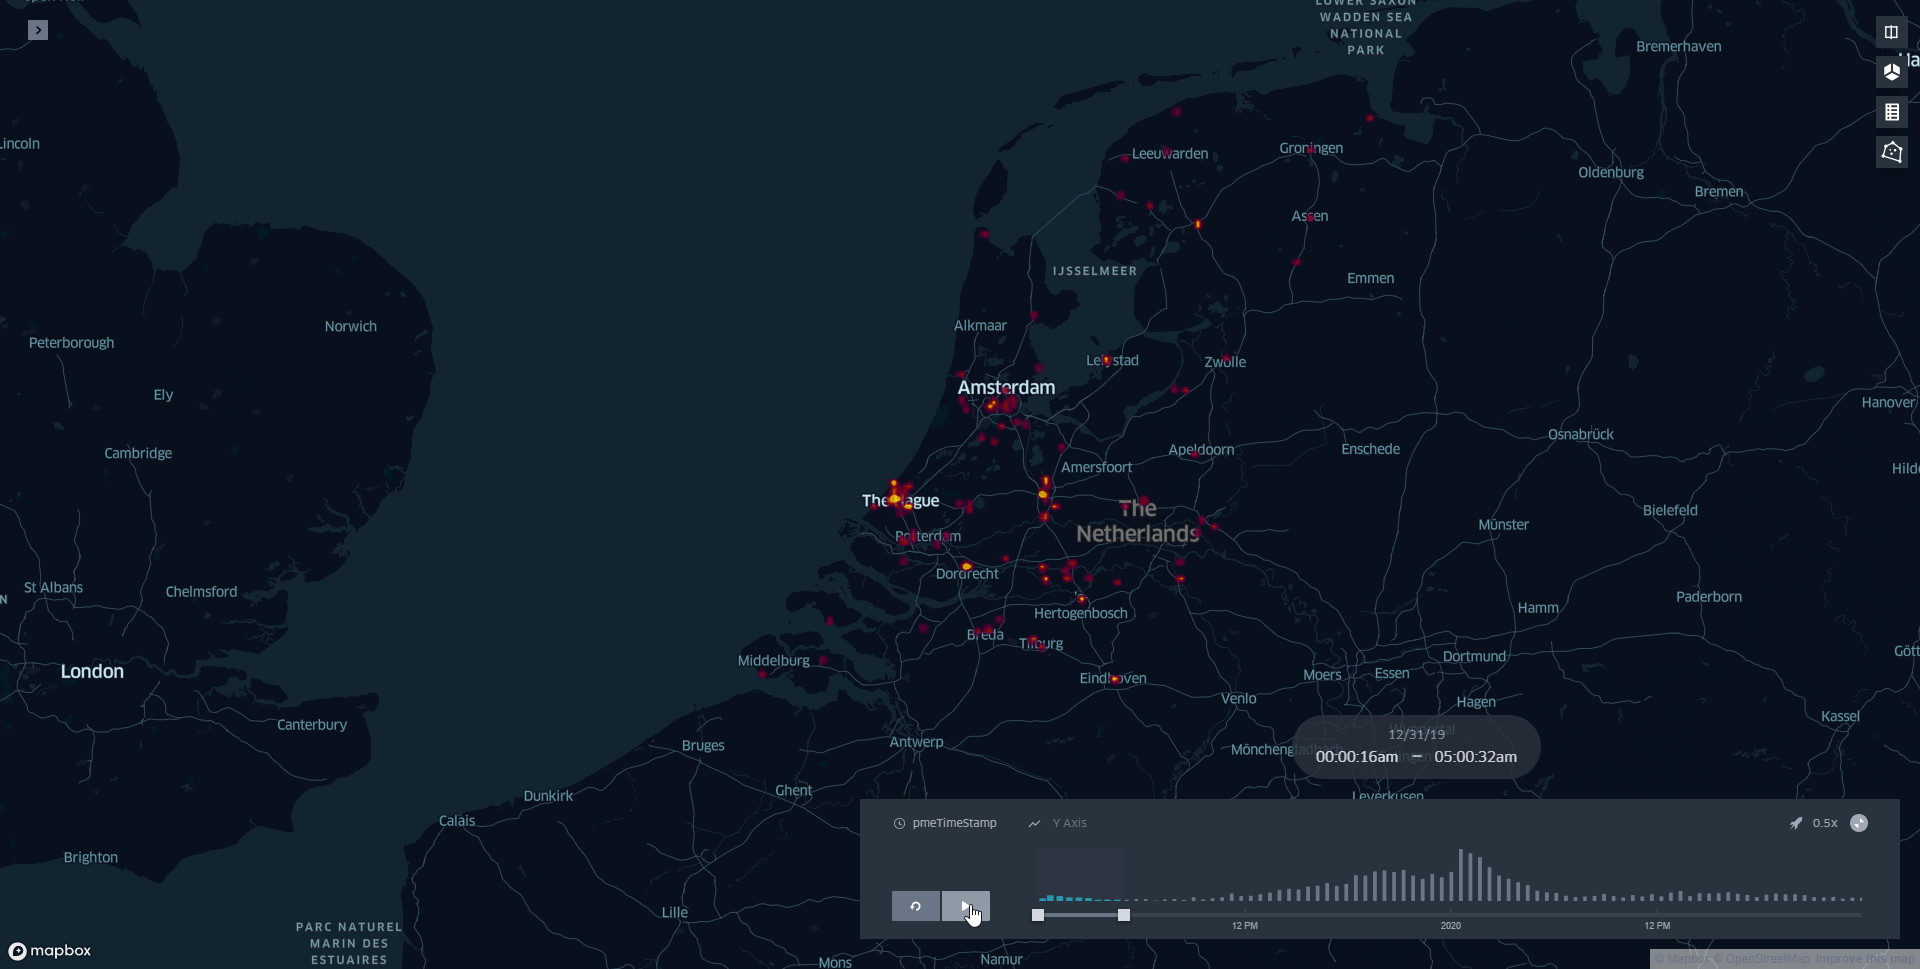 LOWER SAXON
WADDEN SEA
NATIONAL
PARK
Bremerhaven
Lincoln
Leeuwarden
Groningen
Oldenburg
Bremen
Assen
IJSSELMEER
Emmen
Norwich
Alkmaar
Peterborough
Lelystad
Zwolle
Amsterdam
Ely
Hanover
Osnabrück
Cambridge
Apeldoorn
Enschede
Amersfoort
Hild
The Hague
The
Netherlands
Bielefeld
Münster
Rotterdam
Dordrecht
St Albans
Chelmsford
N
Paderborn
Hertogenbosch
Hamm
Breda
Tilburg
Gött
Middelburg
Dortmund
London
Moers
Essen
Eindhoven
Venlo
Hagen
Canterbury
Kassel
Wuppertal
12/31/19
Antwerp
Bruges
Mönchengladbach
00:00:16am – 05:00:32am
Ghent
Dunkirk
Leverkusen
Calais
pmeTimeStamp
Y Axis
0.5x
Brighton
Lille
12 PM
2020
12 PM
PARC NATUREL
MARIN DES
ESTUAIRES
mapbox
Mons
Namur
© Mapbox © OpenStreetMap Improve this map